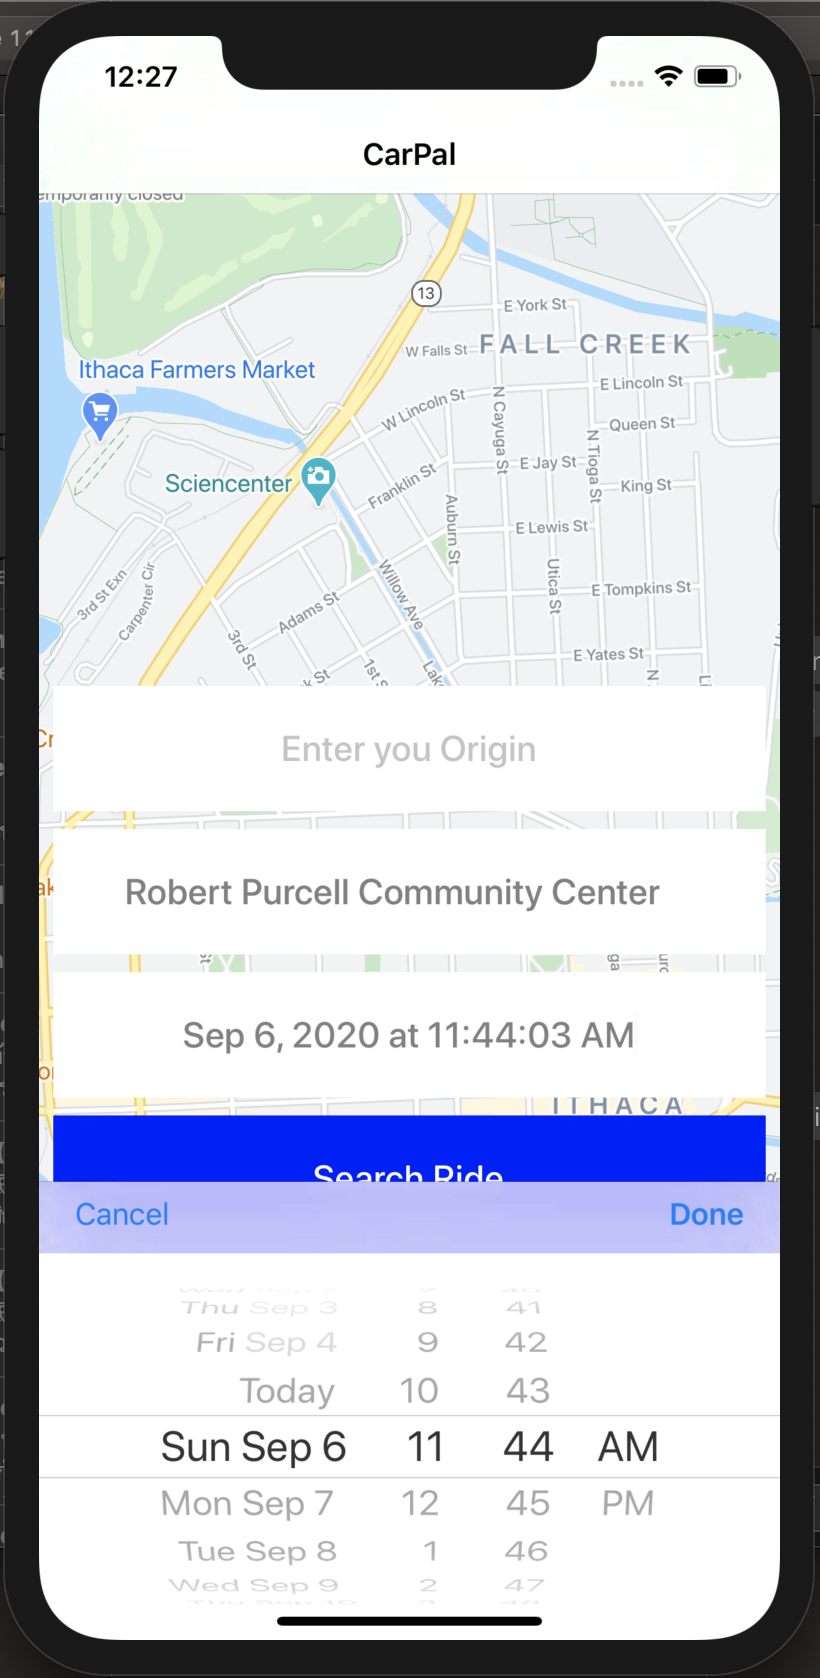 12:27
CarPal
emporarily closed
13
E York St
W Falls St
FALL CREEK
Ithaca Farmers Market
E Lincoln St
W Lincoln St
N Cayuga St
Queen St
N Tioga St
Sciencenter
E Jay St
Franklin St
King St
Auburn St
E Lewis St
3rd St Exn
Carpenter Cir
Willow Ave
Utica St
E Tompkins St
Adams St
3rd St
E Yates St
1st S
k St
Lake
N
Enter you Origin
Robert Purcell Community Center
St
Sep 6, 2020 at 11:44:03 AM
ITHACA
Search Ride
Cancel
Done
Thu Sep 3 8 41
Fri Sep 4 9 42
Today 10 43
Sun Sep 6 11 44 AM
Mon Sep 7 12 45 PM
Tue Sep 8 1 46
Wed Sep 9 2 47